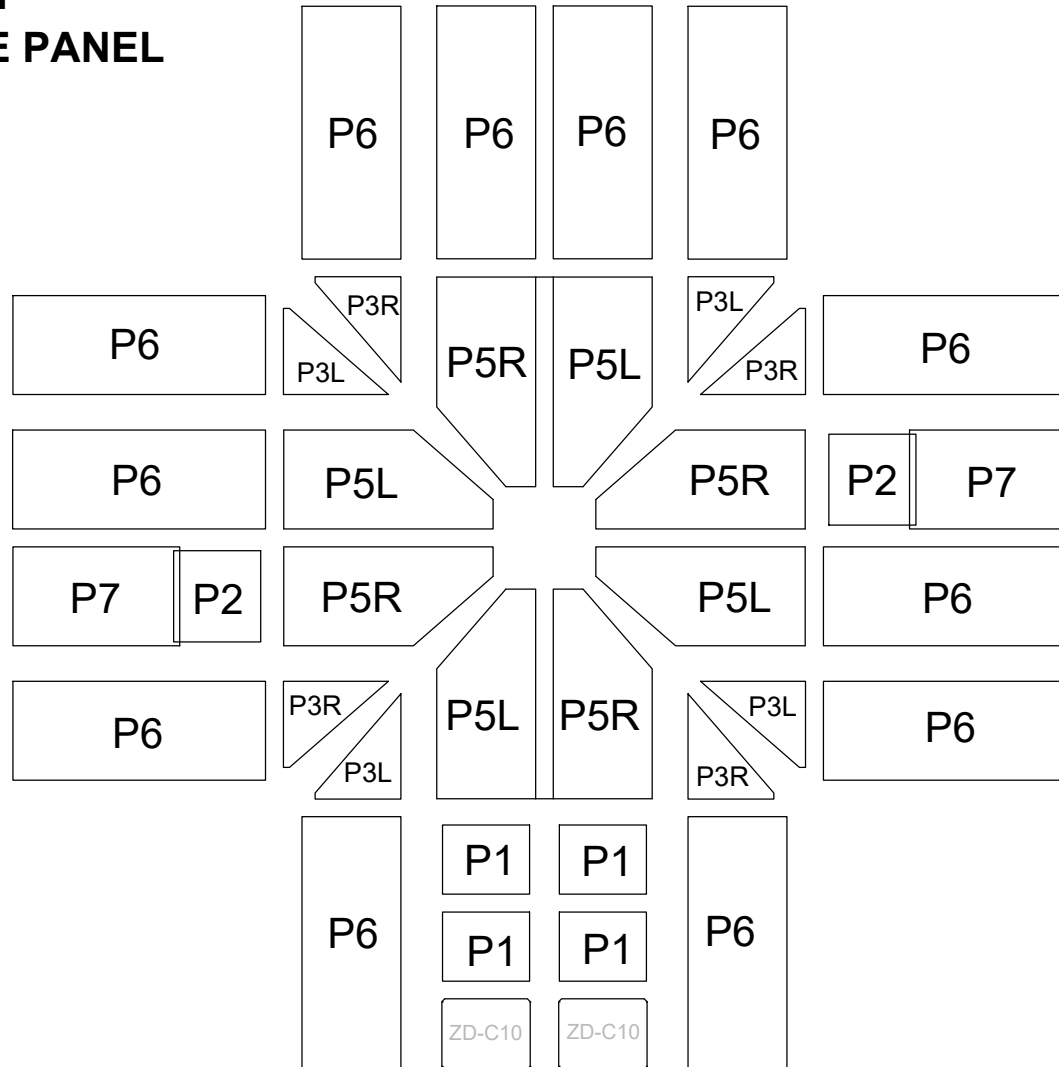 E PANEL
P6 P6 P6 P6
P3R P3L
P6 P3L P5R P5L P3R P6
P6 P5L P5R P2 P7
P7 P2 P5R P5L P6
P6 P3R P5L P5R P3L P6
P3L P3R
P1 P1
P6 P1 P1 P6
ZD-C10 ZD-C10